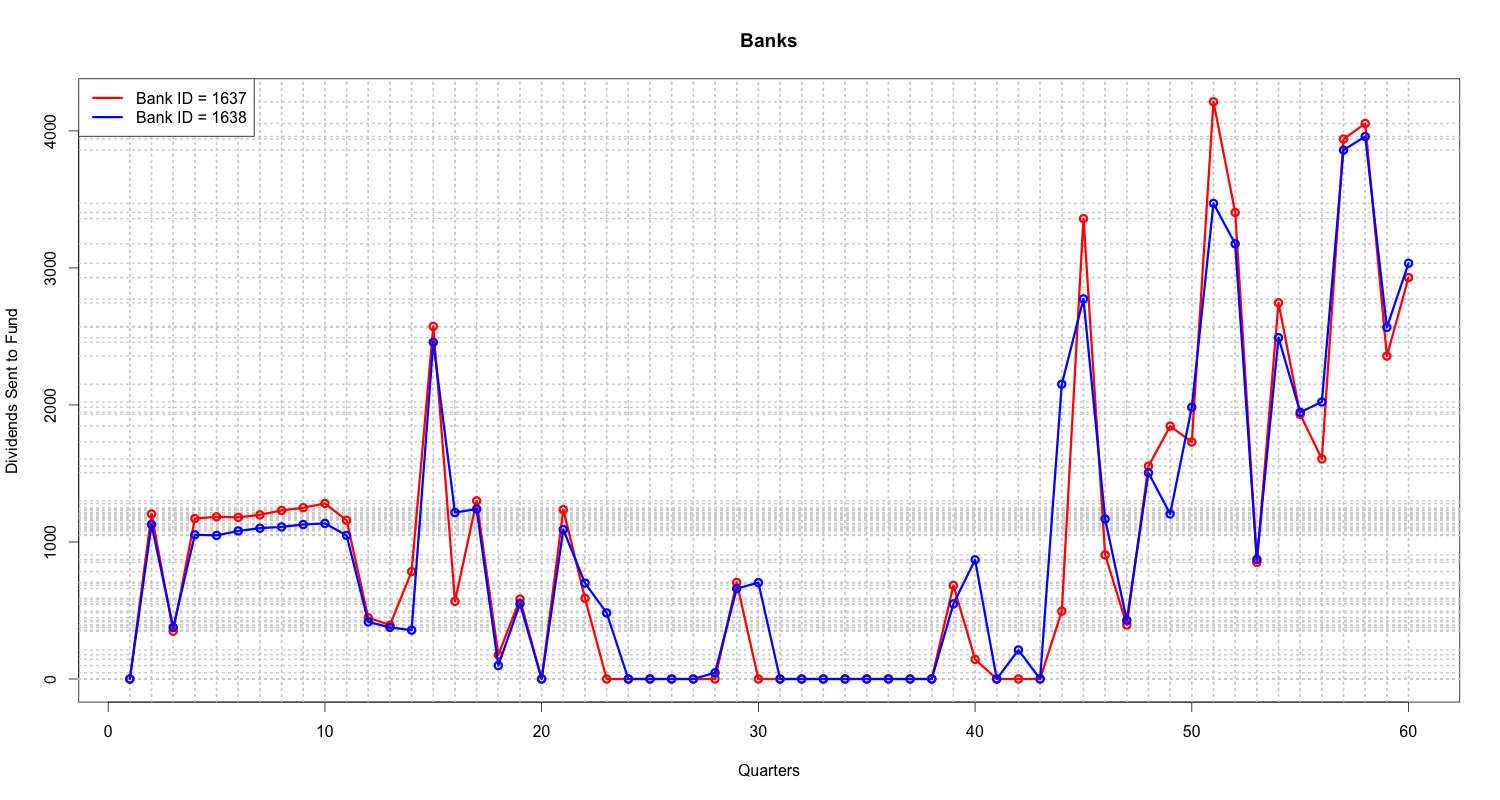 Banks
Bank ID = 1637
Bank ID = 1638
Dividends Sent to Fund
4000
3000
2000
1000
0
0 10 20 30 40 50 60
Quarters